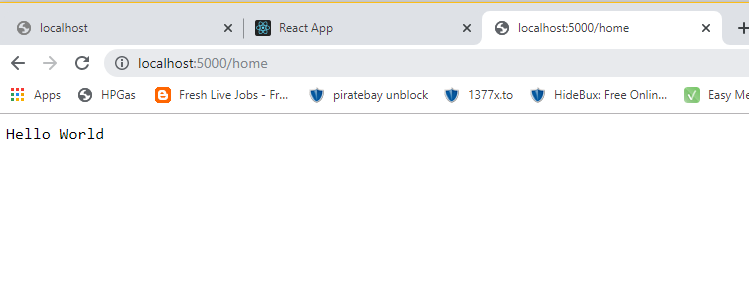 localhost React App localhost:5000/home
localhost:5000/home
Apps HPGas Fresh Live Jobs - Fr... piratebay unblock 1377x.to HideBux: Free Onlin... Easy Me
Hello World